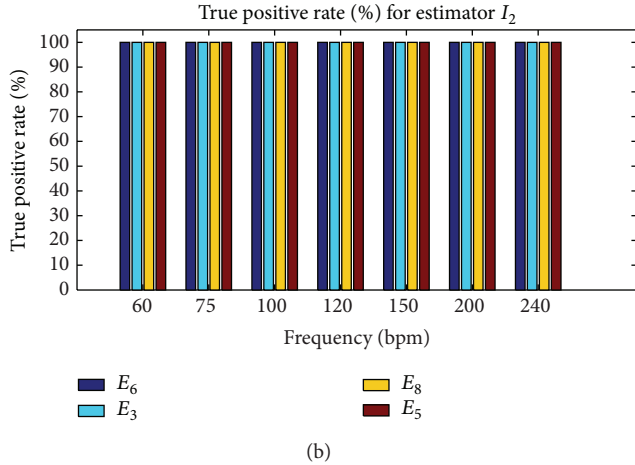 True positive rate (%) for estimator I₂
100
90
80
70
60
50
40
30
20
10
0
True positive rate (%)
60 75 100 120 150 200 240
Frequency (bpm)
E₆ E₈
E₃ E₅
(b)